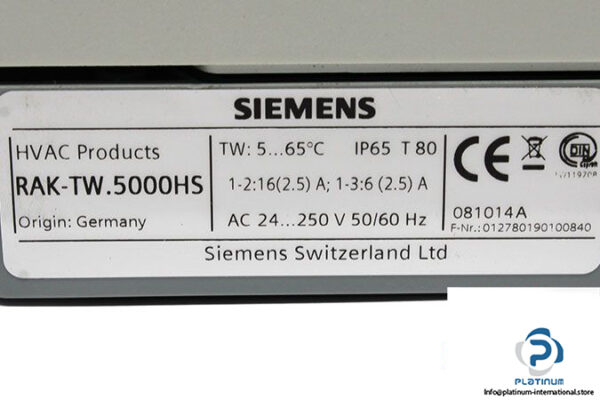 SIEMENS
HVAC Products
RAK-TW.5000HS
Origin: Germany
TW: 5...65°C IP65 T 80
1-2:16(2.5) A; 1-3:6 (2.5) A
AC 24...250 V 50/60 Hz
CE
DIN
081014A
F-Nr.: 012780190100840
Siemens Switzerland Ltd
PLATINUM
Info@platinum-international.store